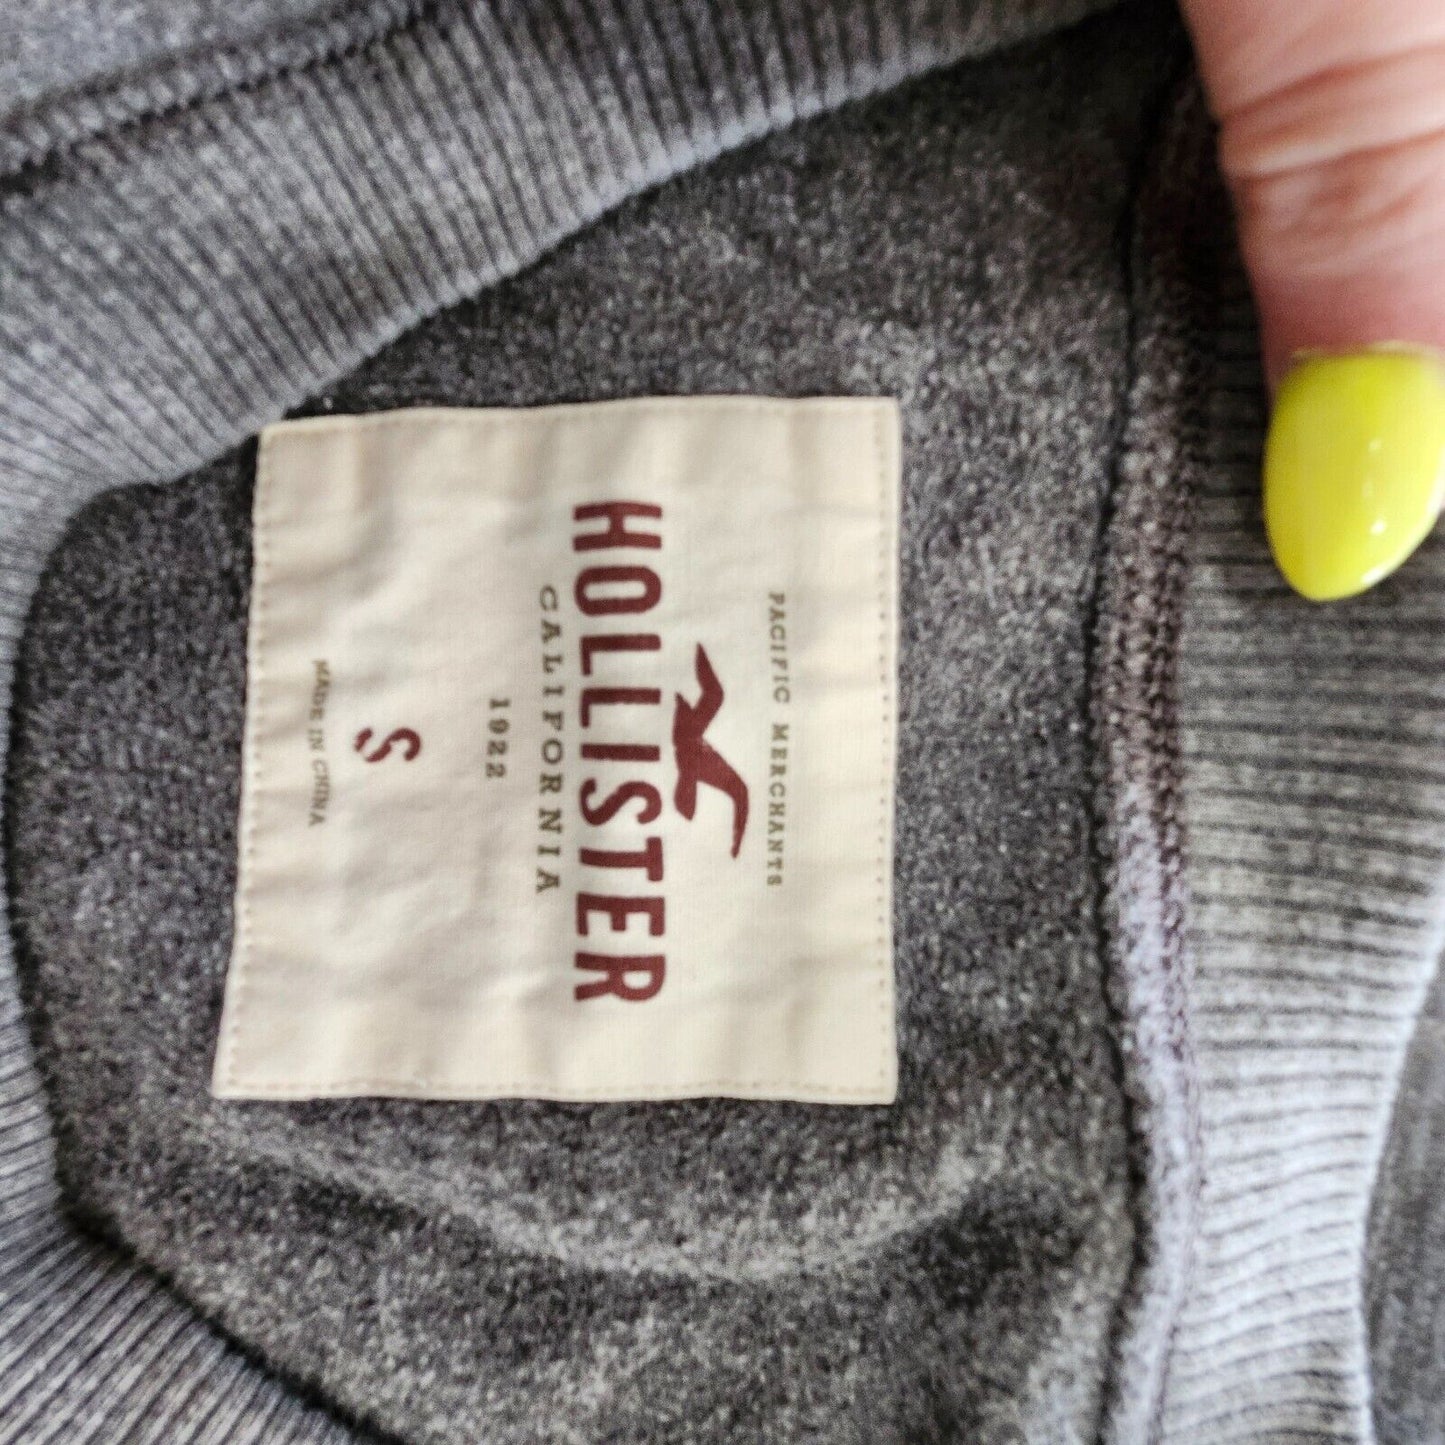 PACIFIC MERCHANTS
HOLLISTER
CALIFORNIA
1922
S
MADE IN CHINA